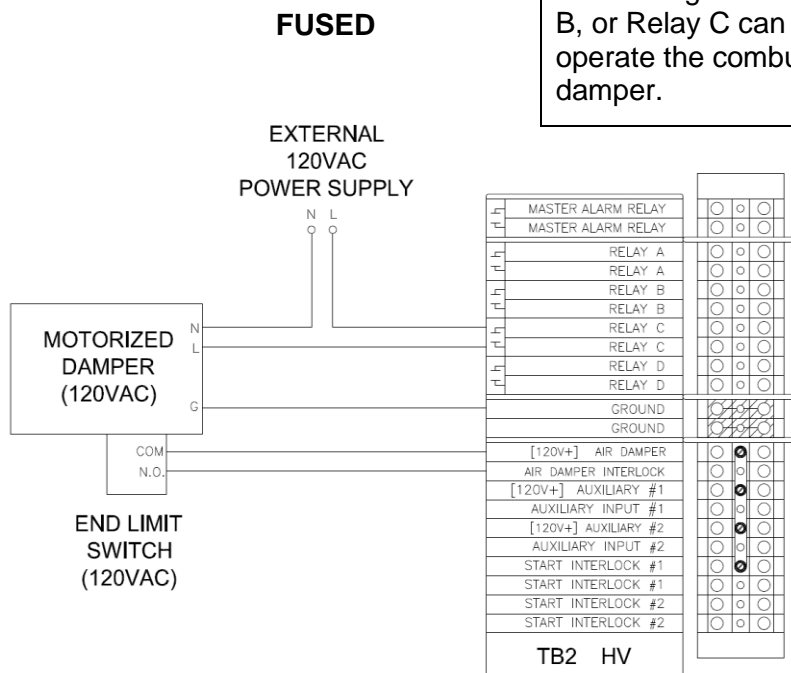 FUSED
B, or Relay C can
operate the combu
damper.
EXTERNAL
120VAC
POWER SUPPLY
N L
MOTORIZED
DAMPER
(120VAC)
N
L
G
COM
N.O.
END LIMIT
SWITCH
(120VAC)
MASTER ALARM RELAY
MASTER ALARM RELAY
RELAY A
RELAY A
RELAY B
RELAY B
RELAY C
RELAY C
RELAY D
RELAY D
GROUND
GROUND
[120V+] AIR DAMPER
AIR DAMPER INTERLOCK
[120V+] AUXILIARY #1
AUXILIARY INPUT #1
[120V+] AUXILIARY #2
AUXILIARY INPUT #2
START INTERLOCK #1
START INTERLOCK #1
START INTERLOCK #2
START INTERLOCK #2
TB2 HV